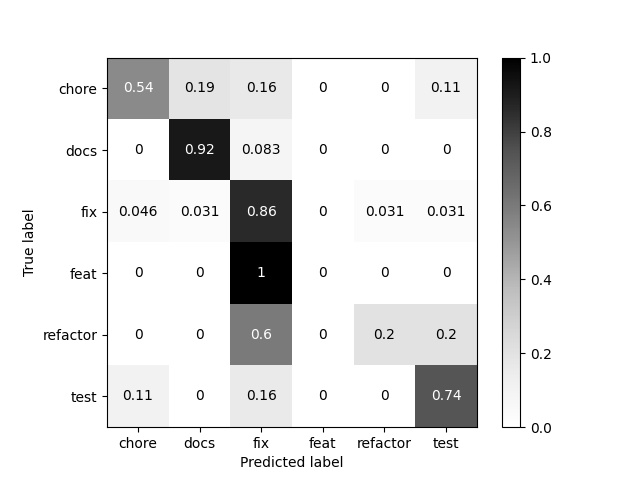 chore 0.54 0.19 0.16 0 0 0.11
docs 0 0.92 0.083 0 0 0
fix 0.046 0.031 0.86 0 0.031 0.031
feat 0 0 1 0 0 0
refactor 0 0 0.6 0 0.2 0.2
test 0.11 0 0.16 0 0 0.74
chore docs fix feat refactor test
Predicted label
True label
1.0
0.8
0.6
0.4
0.2
0.0